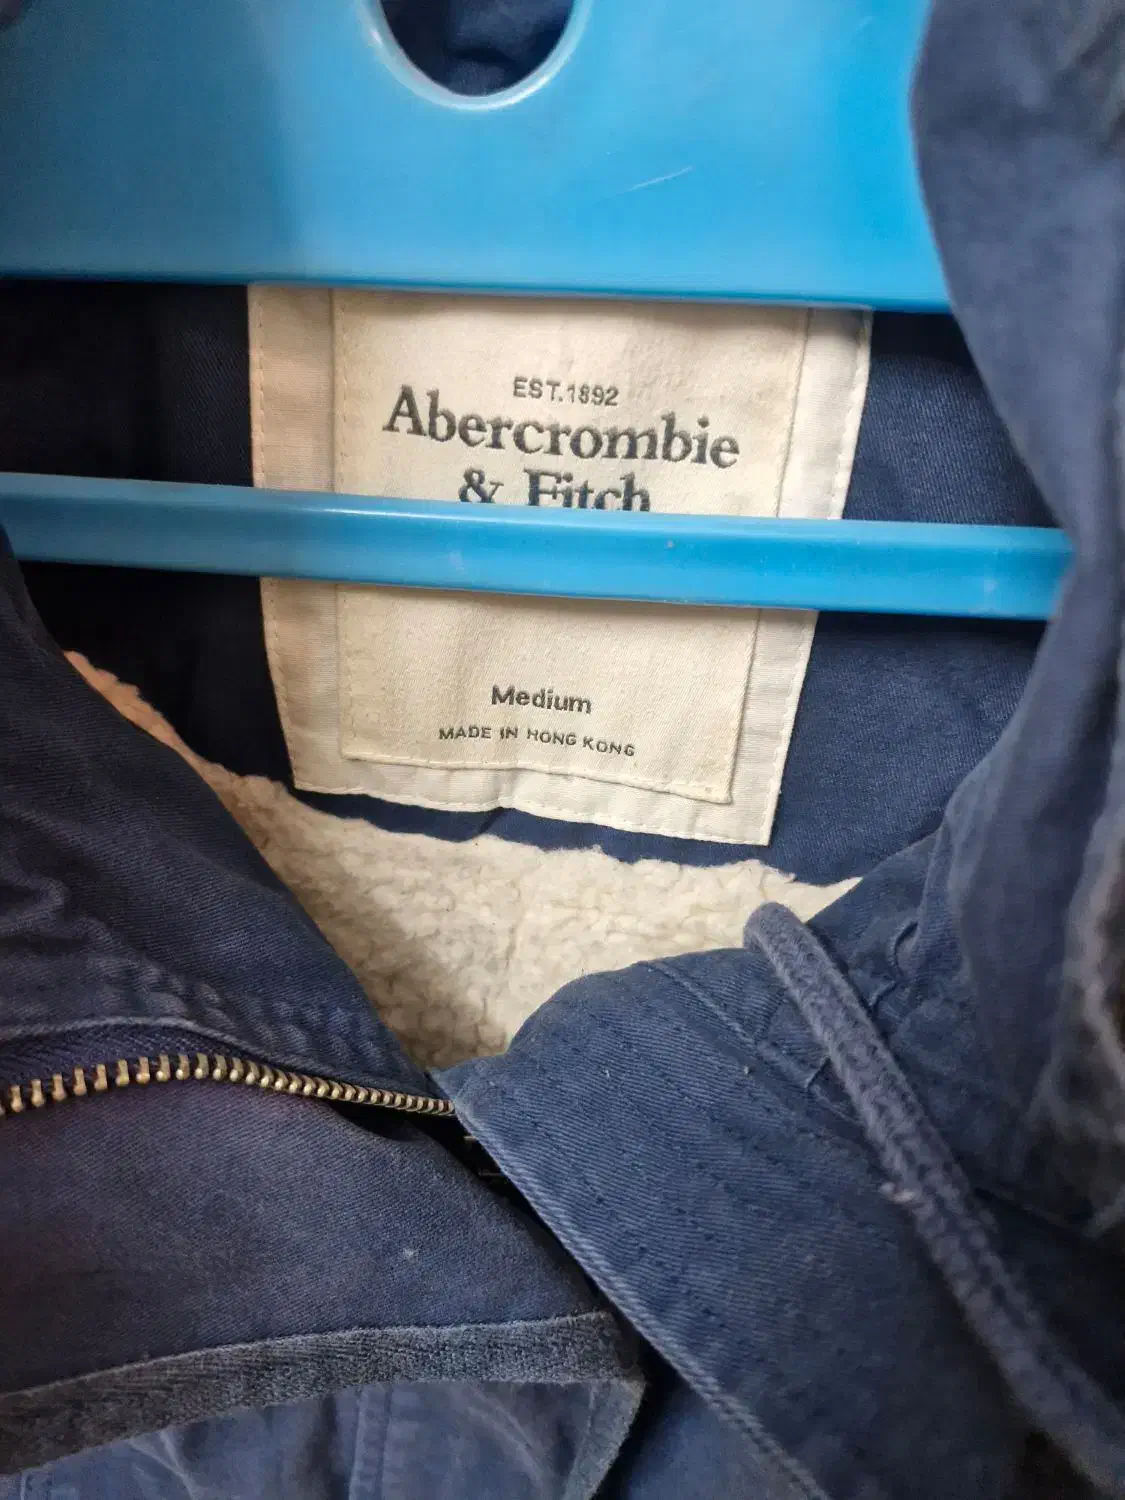 EST.1892
Abercrombie
& Fitch
Medium
MADE IN HONG KONG